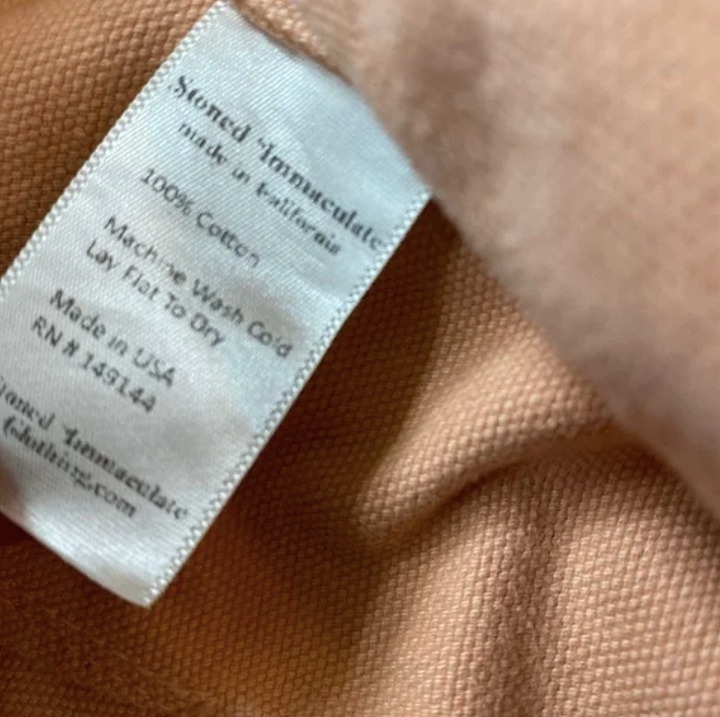 Stoned Immaculate
made in California
100% Cotton
Machine Wash Cold
Lay Flat To Dry
Made in USA
RN # 149144
Stoned Immaculate
Clothing.com